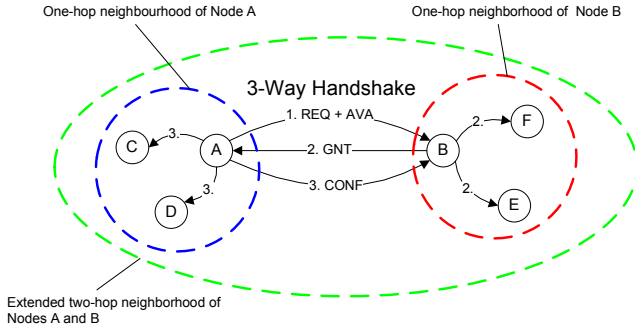 One-hop neighbourhood of Node A
One-hop neighborhood of Node B
3-Way Handshake
1. REQ + AVA
C
3.
A
2. GNT
B
2.
F
3.
D
3. CONF
2.
E
Extended two-hop neighborhood of
Nodes A and B